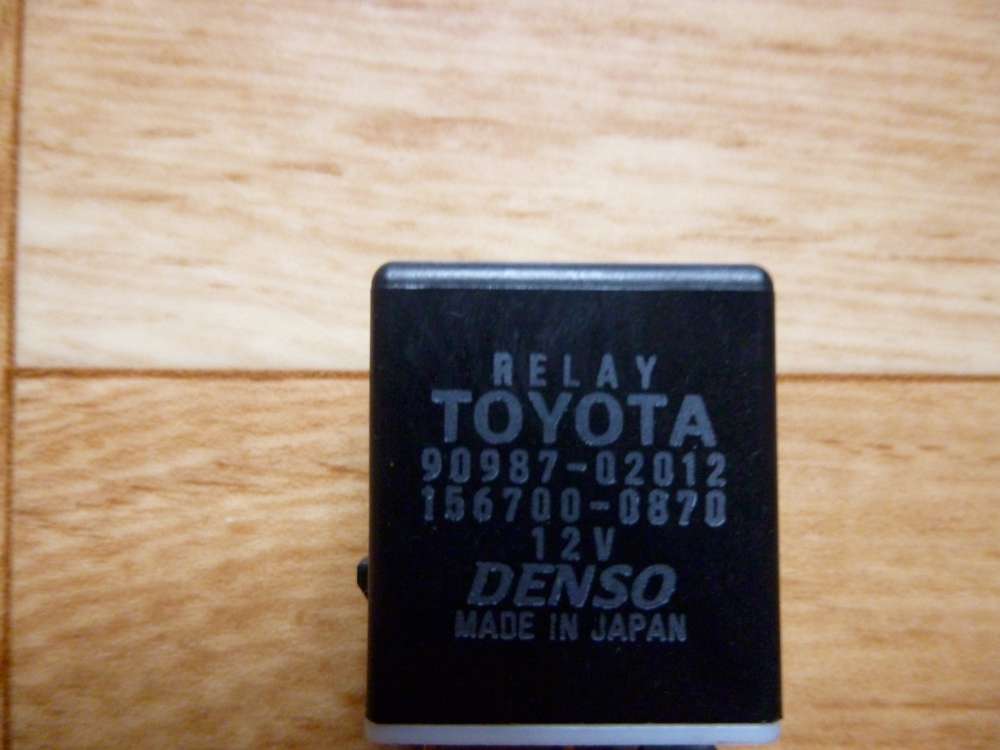 RELAY
TOYOTA
90987-02012
156700-0870
12V
DENSO
MADE IN JAPAN